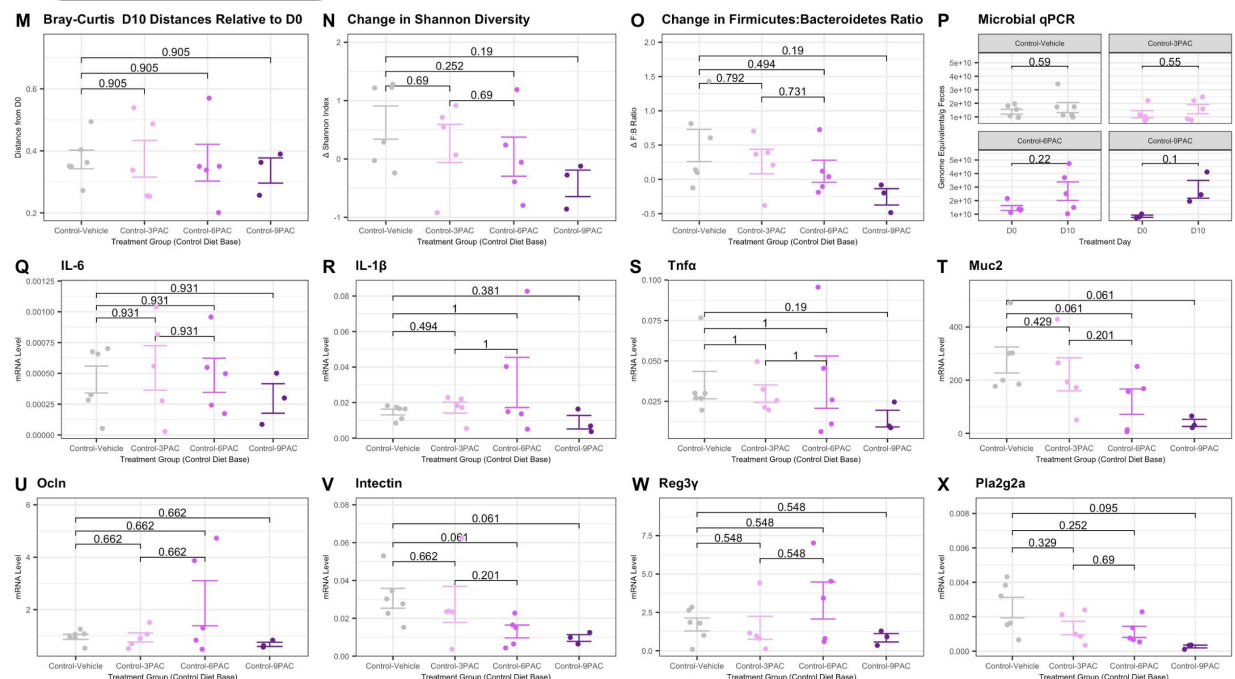 M Bray-Curtis D10 Distances Relative to D0
0.905
0.905
0.905
0.6
0.4
0.2
Distance from D0
Control-Vehicle Control-3PAC Control-6PAC Control-9PAC
Treatment Group (Control Diet Base)
N Change in Shannon Diversity
2
0.19
0.252
0.69
0.69
1
0
-1
Δ Shannon Index
Control-Vehicle Control-3PAC Control-6PAC Control-9PAC
Treatment Group (Control Diet Base)
O Change in Firmicutes:Bacteroidetes Ratio
2.0
0.19
0.494
1.5
0.792
0.731
1.0
0.5
0.0
-0.5
Δ F:B Ratio
Control-Vehicle Control-3PAC Control-6PAC Control-9PAC
Treatment Group (Control Diet Base)
P Microbial qPCR
Control-Vehicle Control-3PAC
5e+10
4e+10
3e+10
2e+10
1e+10
0.59
0.55
Control-6PAC Control-9PAC
5e+10
4e+10
3e+10
2e+10
1e+10
0.22
0.1
Genome Equivalents/g Feces
D0 D10 D0 D10
Treatment Day
Q IL-6
0.00125
0.00100
0.00075
0.00050
0.00025
0.00000
0.931
0.931
0.931
0.931
mRNA Level
Control-Vehicle Control-3PAC Control-6PAC Control-9PAC
Treatment Group (Control Diet Base)
R IL-1β
0.08
0.06
0.04
0.02
0.00
0.381
1
0.494
1
mRNA Level
Control-Vehicle Control-3PAC Control-6PAC Control-9PAC
Treatment Group (Control Diet Base)
S Tnfα
0.100
0.075
0.050
0.025
0.19
1
1
1
mRNA Level
Control-Vehicle Control-3PAC Control-6PAC Control-9PAC
Treatment Group (Control Diet Base)
T Muc2
400
200
0
0.061
0.061
0.429
0.201
mRNA Level
Control-Vehicle Control-3PAC Control-6PAC Control-9PAC
Treatment Group (Control Diet Base)
U Ocln
6
4
2
0.662
0.662
0.662
0.662
mRNA Level
Control-Vehicle Control-3PAC Control-6PAC Control-9PAC
Treatment Group (Control Diet Base)
V Intectin
0.08
0.06
0.04
0.02
0.00
0.061
0.061
0.662
0.201
mRNA Level
Control-Vehicle Control-3PAC Control-6PAC Control-9PAC
Treatment Group (Control Diet Base)
W Reg3γ
7.5
5.0
2.5
0.0
0.548
0.548
0.548
0.548
mRNA Level
Control-Vehicle Control-3PAC Control-6PAC Control-9PAC
Treatment Group (Control Diet Base)
X Pla2g2a
0.008
0.006
0.004
0.002
0.000
0.095
0.252
0.329
0.69
mRNA Level
Control-Vehicle Control-3PAC Control-6PAC Control-9PAC
Treatment Group (Control Diet Base)